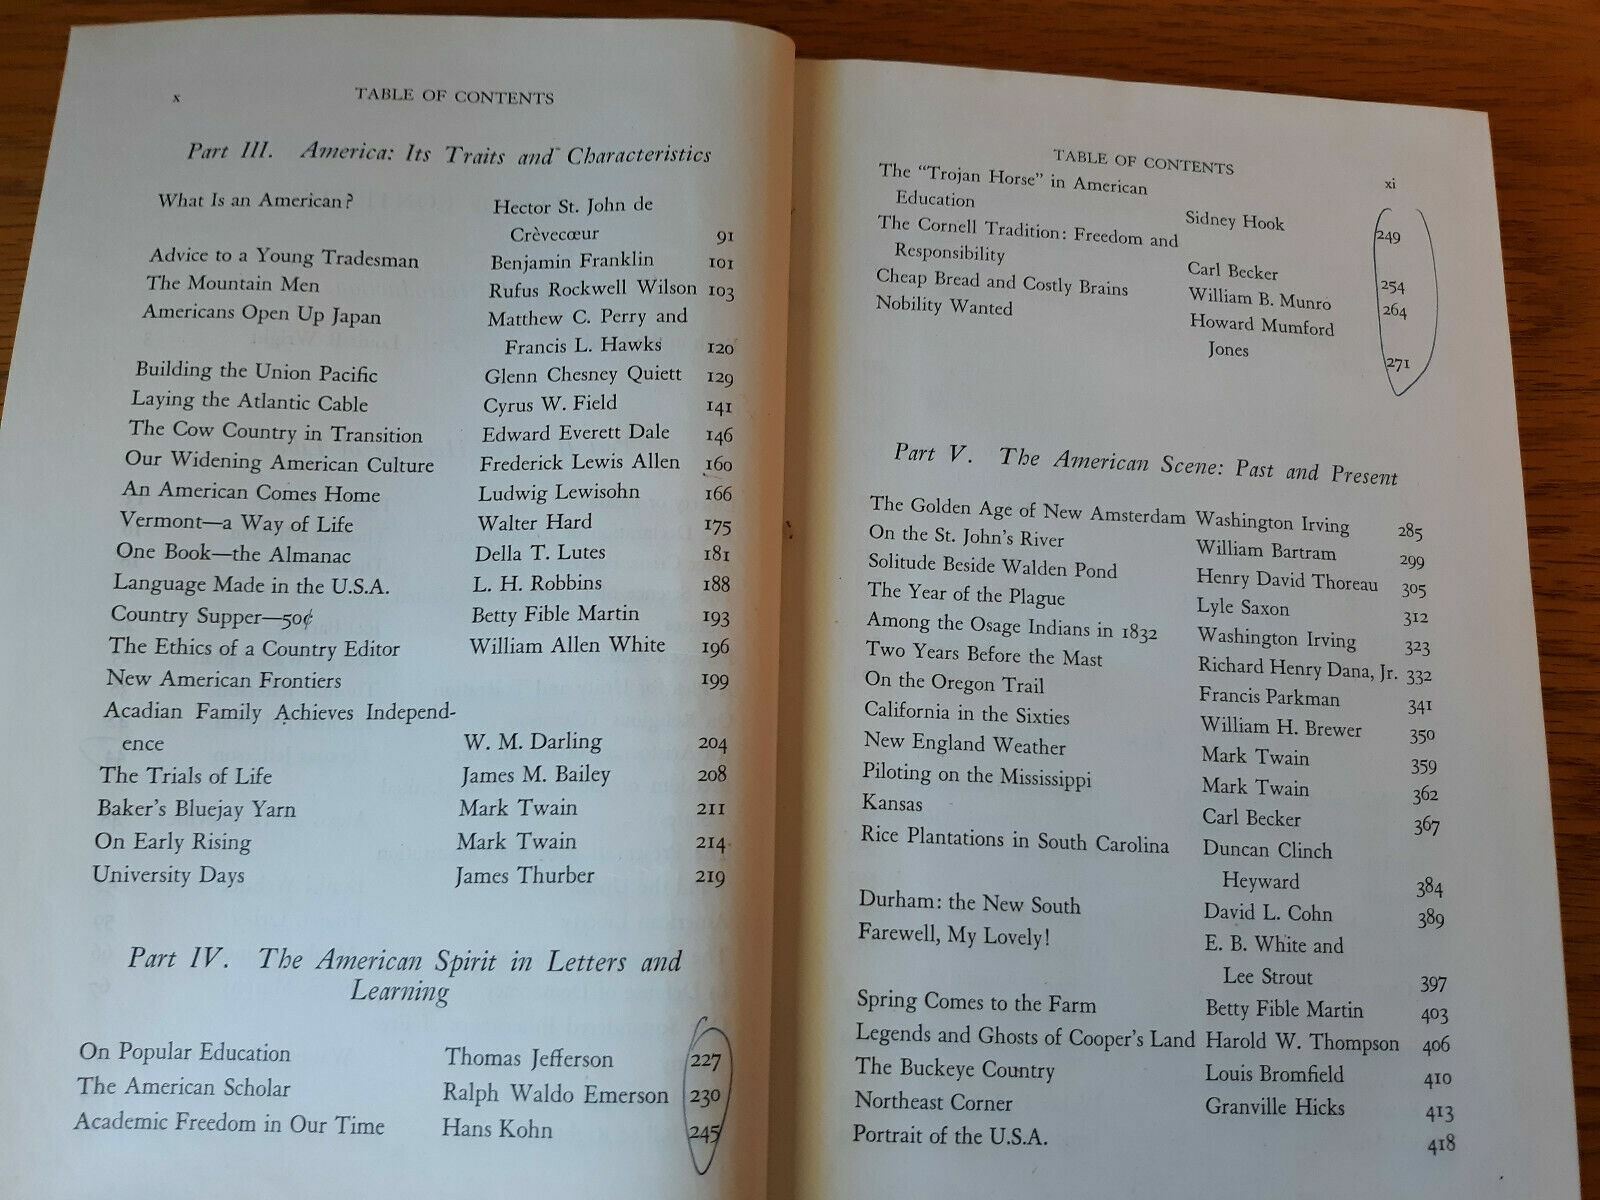 x TABLE OF CONTENTS
Part III. America: Its Traits and Characteristics
What Is an American? Hector St. John de
Crèvecœur 91
Advice to a Young Tradesman Benjamin Franklin 101
The Mountain Men Rufus Rockwell Wilson 103
Americans Open Up Japan Matthew C. Perry and
Francis L. Hawks 120
Building the Union Pacific Glenn Chesney Quiett 129
Laying the Atlantic Cable Cyrus W. Field 141
The Cow Country in Transition Edward Everett Dale 146
Our Widening American Culture Frederick Lewis Allen 160
An American Comes Home Ludwig Lewisohn 166
Vermont—a Way of Life Walter Hard 175
One Book—the Almanac Della T. Lutes 181
Language Made in the U.S.A. L. H. Robbins 188
Country Supper—50¢ Betty Fible Martin 193
The Ethics of a Country Editor William Allen White 196
New American Frontiers 199
Acadian Family Achieves Independ-
ence W. M. Darling 204
The Trials of Life James M. Bailey 208
Baker's Bluejay Yarn Mark Twain 211
On Early Rising Mark Twain 214
University Days James Thurber 219
Part IV. The American Spirit in Letters and
Learning
On Popular Education Thomas Jefferson 227
The American Scholar Ralph Waldo Emerson 230
Academic Freedom in Our Time Hans Kohn 245
TABLE OF CONTENTS xi
The "Trojan Horse" in American
Education Sidney Hook 249
The Cornell Tradition: Freedom and
Responsibility Carl Becker 254
Cheap Bread and Costly Brains William B. Munro 264
Nobility Wanted Howard Mumford
Jones 271
Part V. The American Scene: Past and Present
The Golden Age of New Amsterdam Washington Irving 285
On the St. John's River William Bartram 299
Solitude Beside Walden Pond Henry David Thoreau 305
The Year of the Plague Lyle Saxon 312
Among the Osage Indians in 1832 Washington Irving 323
Two Years Before the Mast Richard Henry Dana, Jr. 332
On the Oregon Trail Francis Parkman 341
California in the Sixties William H. Brewer 350
New England Weather Mark Twain 359
Piloting on the Mississippi Mark Twain 362
Kansas Carl Becker 367
Rice Plantations in South Carolina Duncan Clinch
Heyward 384
Durham: the New South David L. Cohn 389
Farewell, My Lovely! E. B. White and
Lee Strout 397
Spring Comes to the Farm Betty Fible Martin 403
Legends and Ghosts of Cooper's Land Harold W. Thompson 406
The Buckeye Country Louis Bromfield 410
Northeast Corner Granville Hicks 413
Portrait of the U.S.A. 418